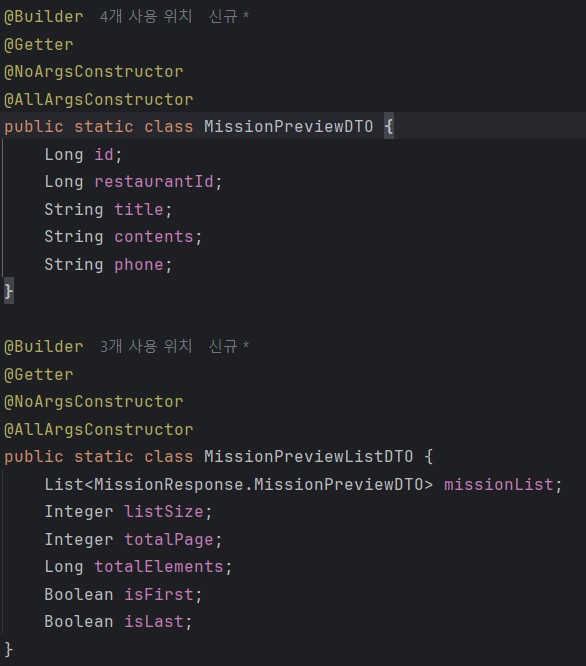 @Builder 4개 사용 위치 신규 *
@Getter
@NoArgsConstructor
@AllArgsConstructor
public static class MissionPreviewDTO {
    Long id;
    Long restaurantId;
    String title;
    String contents;
    String phone;
}
@Builder 3개 사용 위치 신규 *
@Getter
@NoArgsConstructor
@AllArgsConstructor
public static class MissionPreviewListDTO {
    List<MissionResponse.MissionPreviewDTO> missionList;
    Integer listSize;
    Integer totalPage;
    Long totalElements;
    Boolean isFirst;
    Boolean isLast;
}